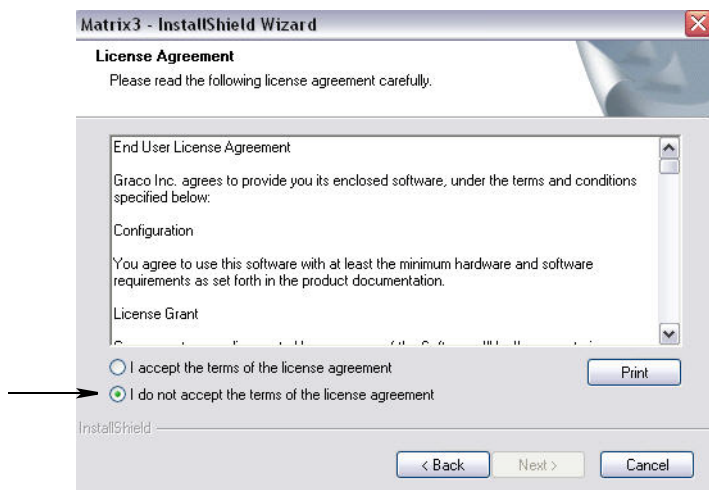 Matrix3 - InstallShield Wizard
License Agreement
Please read the following license agreement carefully.
End User License Agreement
Graco Inc. agrees to provide you its enclosed software, under the terms and conditions
specified below:
Configuration
You agree to use this software with at least the minimum hardware and software
requirements as set forth in the product documentation.
License Grant
I accept the terms of the license agreement
Print
I do not accept the terms of the license agreement
InstallShield
< Back
Next >
Cancel